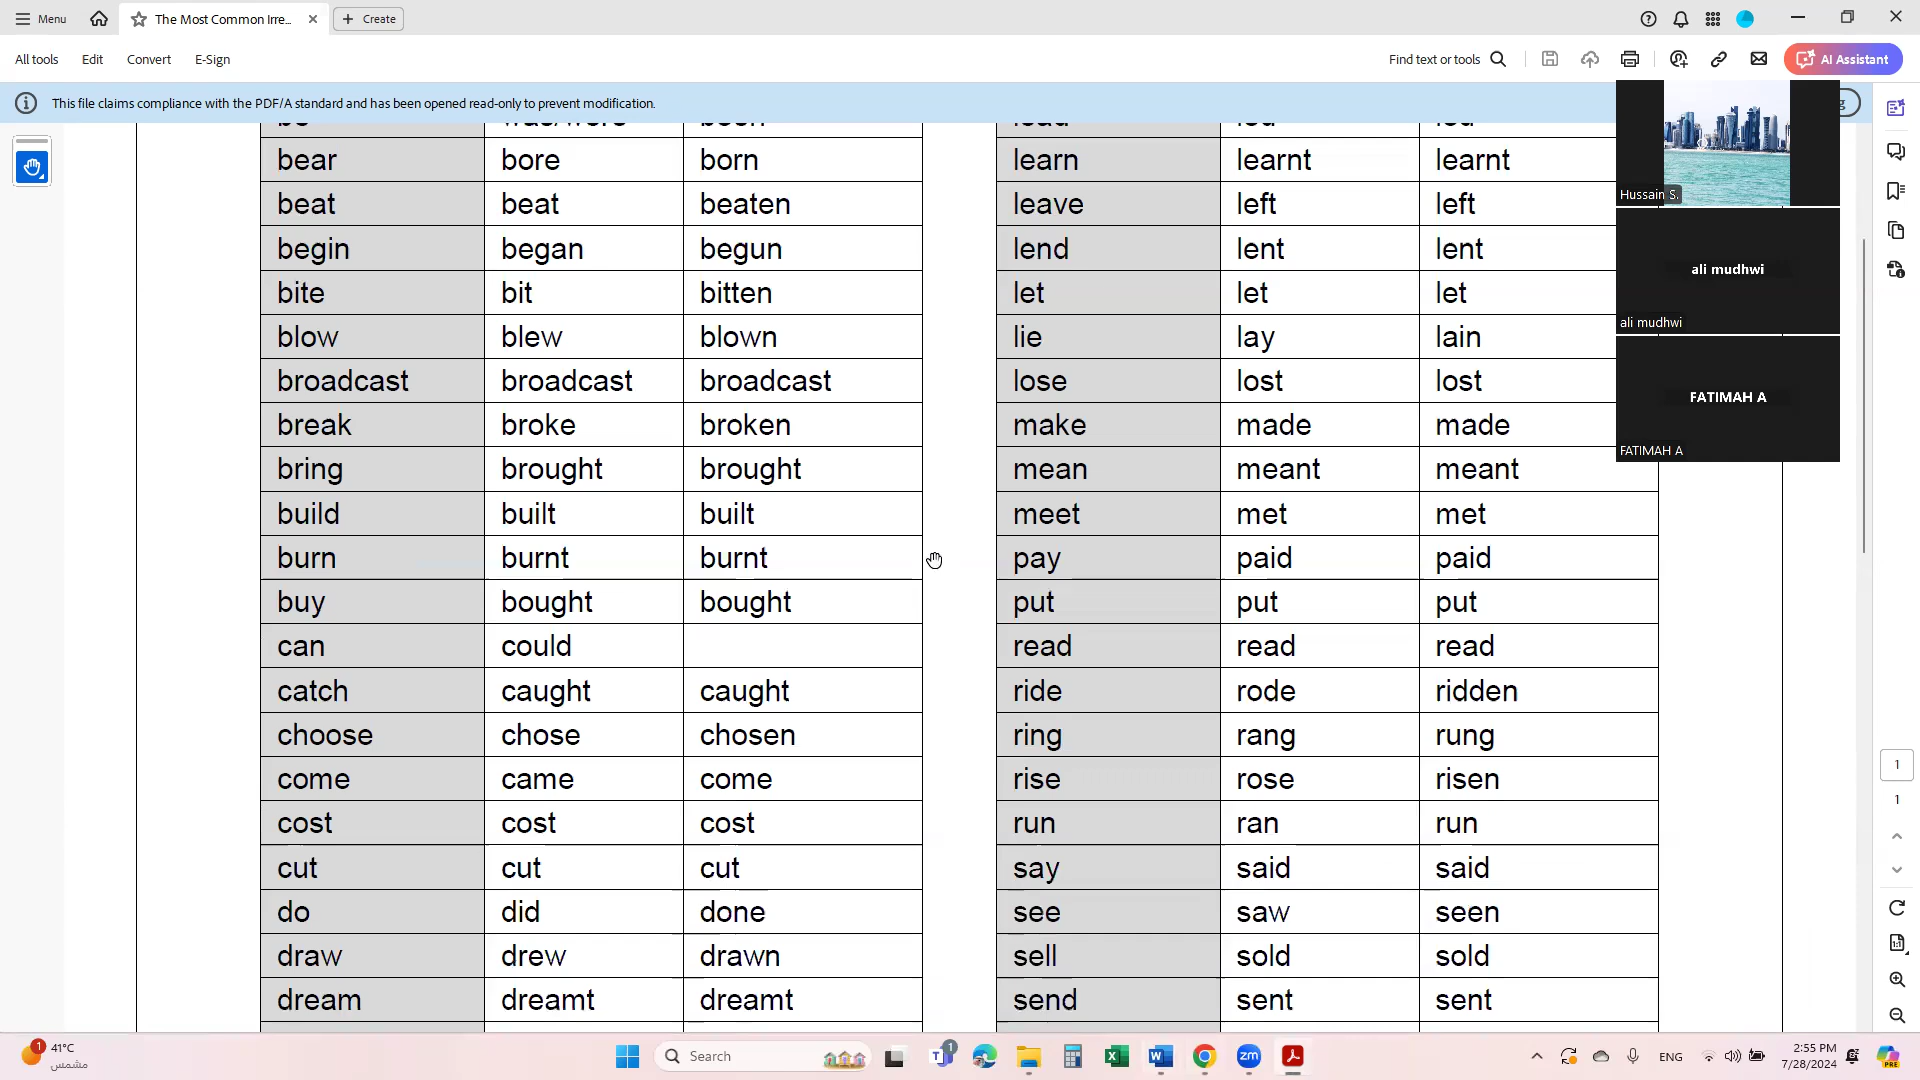 Menu
The Most Common Irre...
Create
All tools Edit Convert E-Sign
Find text or tools
AI Assistant
This file claims compliance with the PDF/A standard and has been opened read-only to prevent modification.
bear bore born learn learnt learnt
beat beat beaten leave left left
begin began begun lend lent lent
bite bit bitten let let let
blow blew blown lie lay lain
broadcast broadcast broadcast lose lost lost
break broke broken make made made
bring brought brought mean meant meant
build built built meet met met
burn burnt burnt pay paid paid
buy bought bought put put put
can could read read read
catch caught caught ride rode ridden
choose chose chosen ring rang rung
come came come rise rose risen
cost cost cost run ran run
cut cut cut say said said
do did done see saw seen
draw drew drawn sell sold sold
dream dreamt dreamt send sent sent
Hussain S.
ali mudhwi
ali mudhwi
FATIMAH A
FATIMAH A
1
1
1
41°C
مشمس
Search
1
ENG
2:55 PM
7/28/2024